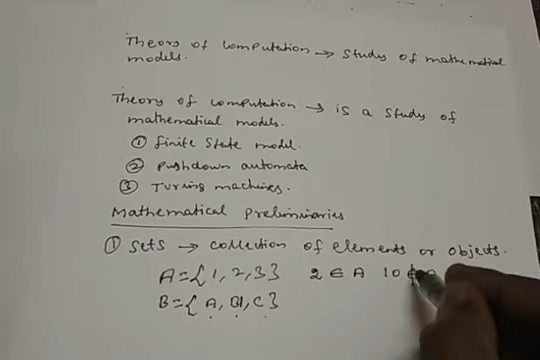 Theory of computation → Study of mathematical
models.
Theory of computation → is a study of
mathematical models.
① finite state model.
② Pushdown automata
③ Turing machines.
Mathematical Preliminaries
① Sets → collection of elements or objects.
A={1,2,3} 2 ∈ A 10 ∉
B={A,B,C}